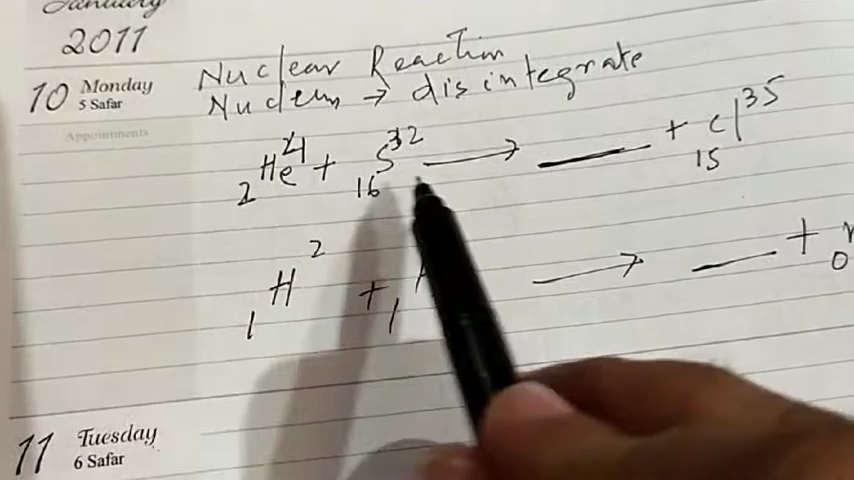 January
2011
Nuclear Reaction
10 Monday
5 Safar
Nucleus → disintegrate
Appointments
₂He⁴ + ₁₆S³² → ___ + ₁₅Cl³⁵
₁H² + ₁ → ___ + ₀
11 Tuesday
6 Safar